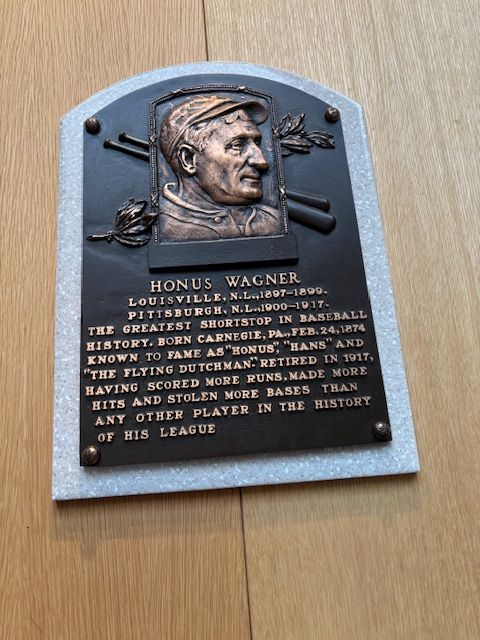 HONUS WAGNER
LOUISVILLE, N.L., 1897-1899.
PITTSBURGH, N.L., 1900-1917.
THE GREATEST SHORTSTOP IN BASEBALL
HISTORY. BORN CARNEGIE, PA., FEB. 24, 1874
KNOWN TO FAME AS "HONUS", "HANS" AND
"THE FLYING DUTCHMAN." RETIRED IN 1917,
HAVING SCORED MORE RUNS, MADE MORE
HITS AND STOLEN MORE BASES THAN
ANY OTHER PLAYER IN THE HISTORY
OF HIS LEAGUE